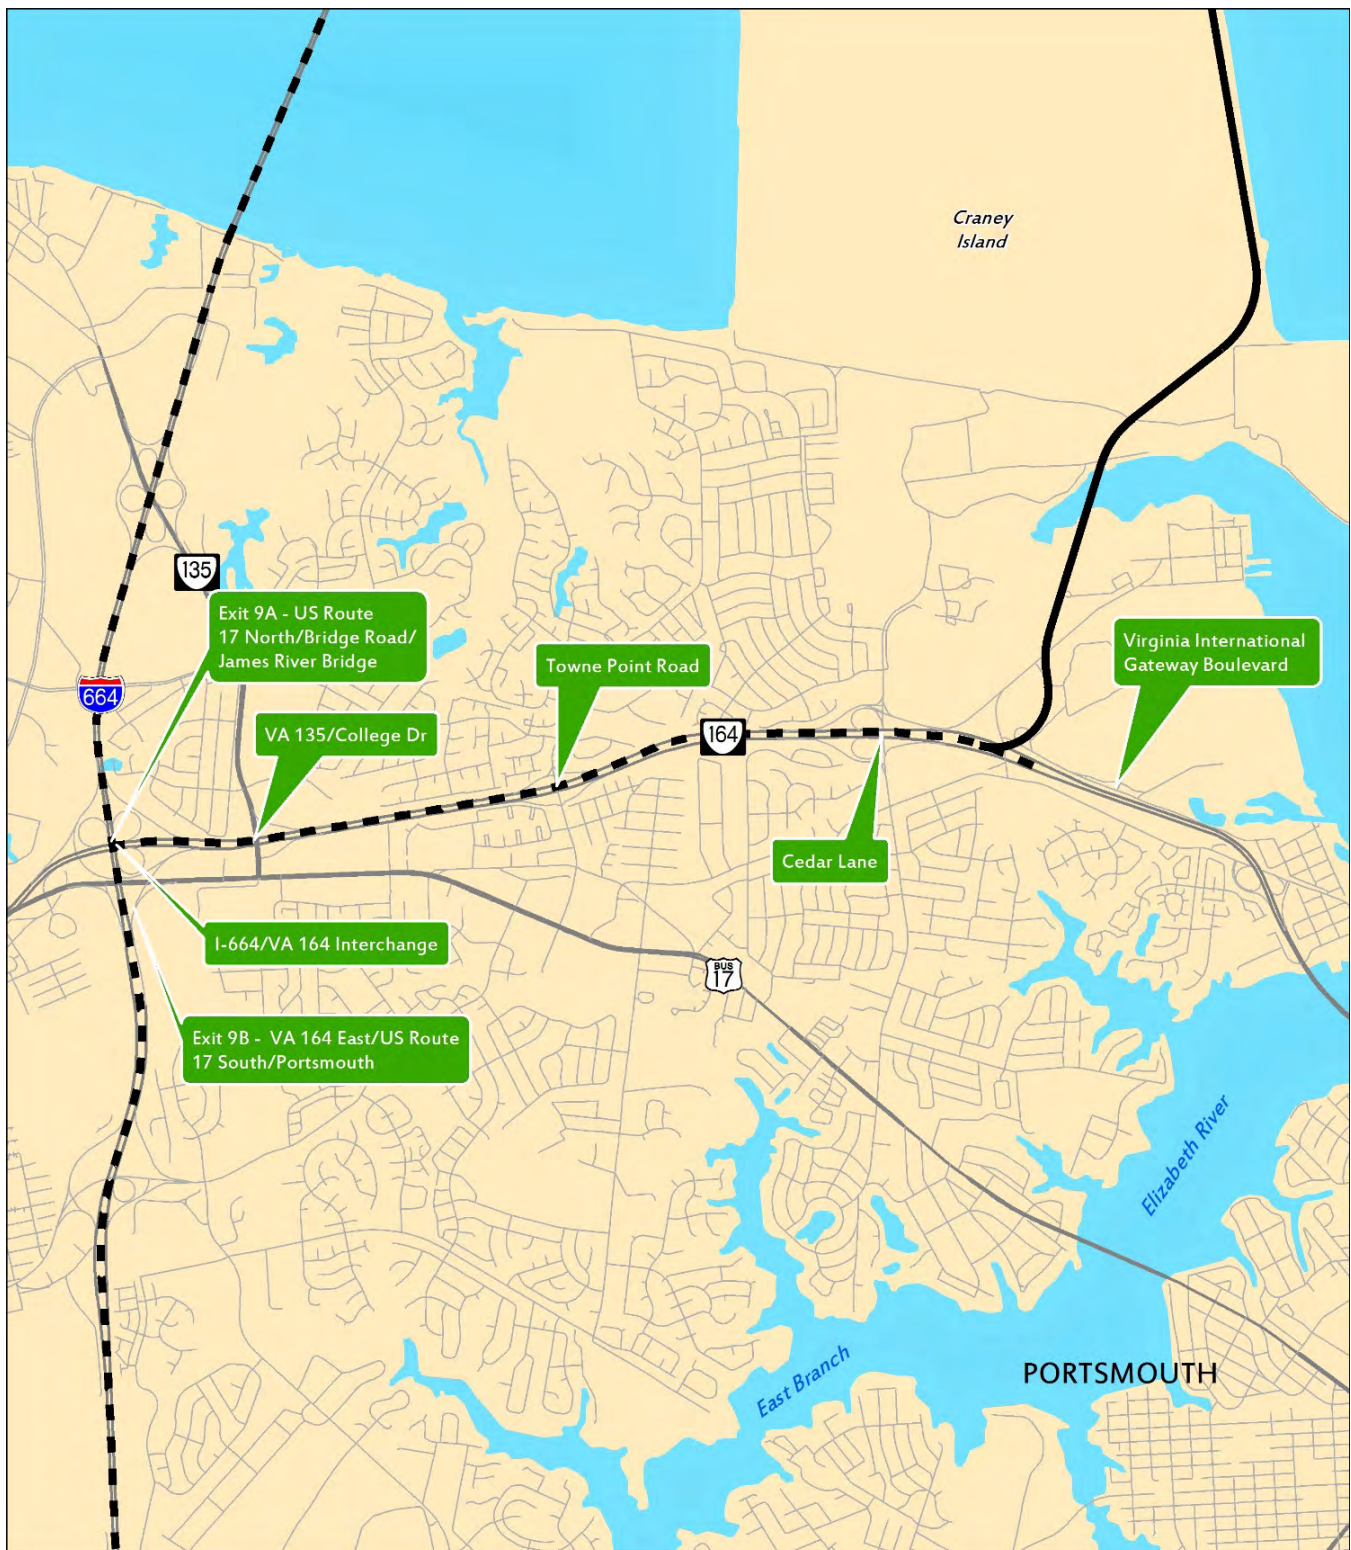 Craney
Island
135
Exit 9A - US Route
17 North/Bridge Road/
James River Bridge
Virginia International
Gateway Boulevard
Towne Point Road
664
VA 135/College Dr
164
Cedar Lane
I-664/VA 164 Interchange
BUS
17
Exit 9B - VA 164 East/US Route
17 South/Portsmouth
Elizabeth River
East Branch
PORTSMOUTH